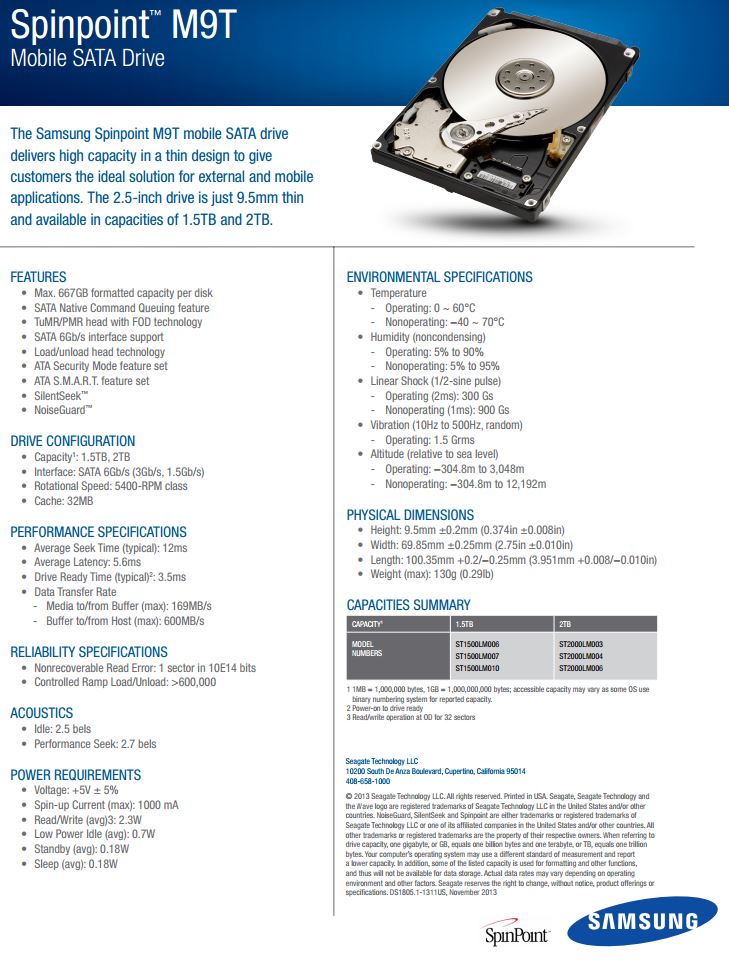 Spinpoint™ M9T
Mobile SATA Drive
The Samsung Spinpoint M9T mobile SATA drive
delivers high capacity in a thin design to give
customers the ideal solution for external and mobile
applications. The 2.5-inch drive is just 9.5mm thin
and available in capacities of 1.5TB and 2TB.
FEATURES
• Max. 667GB formatted capacity per disk
• SATA Native Command Queuing feature
• TuMR/PMR head with FOD technology
• SATA 6Gb/s interface support
• Load/unload head technology
• ATA Security Mode feature set
• ATA S.M.A.R.T. feature set
• SilentSeek™
• NoiseGuard™
DRIVE CONFIGURATION
• Capacity¹: 1.5TB, 2TB
• Interface: SATA 6Gb/s (3Gb/s, 1.5Gb/s)
• Rotational Speed: 5400-RPM class
• Cache: 32MB
PERFORMANCE SPECIFICATIONS
• Average Seek Time (typical): 12ms
• Average Latency: 5.6ms
• Drive Ready Time (typical)²: 3.5ms
• Data Transfer Rate
- Media to/from Buffer (max): 169MB/s
- Buffer to/from Host (max): 600MB/s
RELIABILITY SPECIFICATIONS
• Nonrecoverable Read Error: 1 sector in 10E14 bits
• Controlled Ramp Load/Unload: >600,000
ACOUSTICS
• Idle: 2.5 bels
• Performance Seek: 2.7 bels
POWER REQUIREMENTS
• Voltage: +5V ± 5%
• Spin-up Current (max): 1000 mA
• Read/Write (avg)3: 2.3W
• Low Power Idle (avg): 0.7W
• Standby (avg): 0.18W
• Sleep (avg): 0.18W
ENVIRONMENTAL SPECIFICATIONS
• Temperature
- Operating: 0 ~ 60°C
- Nonoperating: −40 ~ 70°C
• Humidity (noncondensing)
- Operating: 5% to 90%
- Nonoperating: 5% to 95%
• Linear Shock (1/2-sine pulse)
- Operating (2ms): 300 Gs
- Nonoperating (1ms): 900 Gs
• Vibration (10Hz to 500Hz, random)
- Operating: 1.5 Grms
• Altitude (relative to sea level)
- Operating: −304.8m to 3,048m
- Nonoperating: −304.8m to 12,192m
PHYSICAL DIMENSIONS
• Height: 9.5mm ±0.2mm (0.374in ±0.008in)
• Width: 69.85mm ±0.25mm (2.75in ±0.010in)
• Length: 100.35mm +0.2/−0.25mm (3.951mm +0.008/−0.010in)
• Weight (max): 130g (0.29lb)
CAPACITIES SUMMARY
CAPACITY¹ 1.5TB 2TB
MODEL NUMBERS ST1500LM006 ST2000LM003
ST1500LM007 ST2000LM004
ST1500LM010 ST2000LM006
1 1MB = 1,000,000 bytes, 1GB = 1,000,000,000 bytes; accessible capacity may vary as some OS use
binary numbering system for reported capacity.
2 Power-on to drive ready
3 Read/write operation at OD for 32 sectors
Seagate Technology LLC
10200 South De Anza Boulevard, Cupertino, California 95014
408-658-1000
© 2013 Seagate Technology LLC. All rights reserved. Printed in USA. Seagate, Seagate Technology and
the Wave logo are registered trademarks of Seagate Technology LLC in the United States and/or other
countries. NoiseGuard, SilentSeek and Spinpoint are either trademarks or registered trademarks of
Seagate Technology LLC or one of its affiliated companies in the United States and/or other countries. All
other trademarks or registered trademarks are the property of their respective owners. When referring to
drive capacity, one gigabyte, or GB, equals one billion bytes and one terabyte, or TB, equals one trillion
bytes. Your computer's operating system may use a different standard of measurement and report
a lower capacity. In addition, some of the listed capacity is used for formatting and other functions,
and thus will not be available for data storage. Actual data rates may vary depending on operating
environment and other factors. Seagate reserves the right to change, without notice, product offerings or
specifications. DS1805.1-1311US, November 2013
SpinPoint™
SAMSUNG